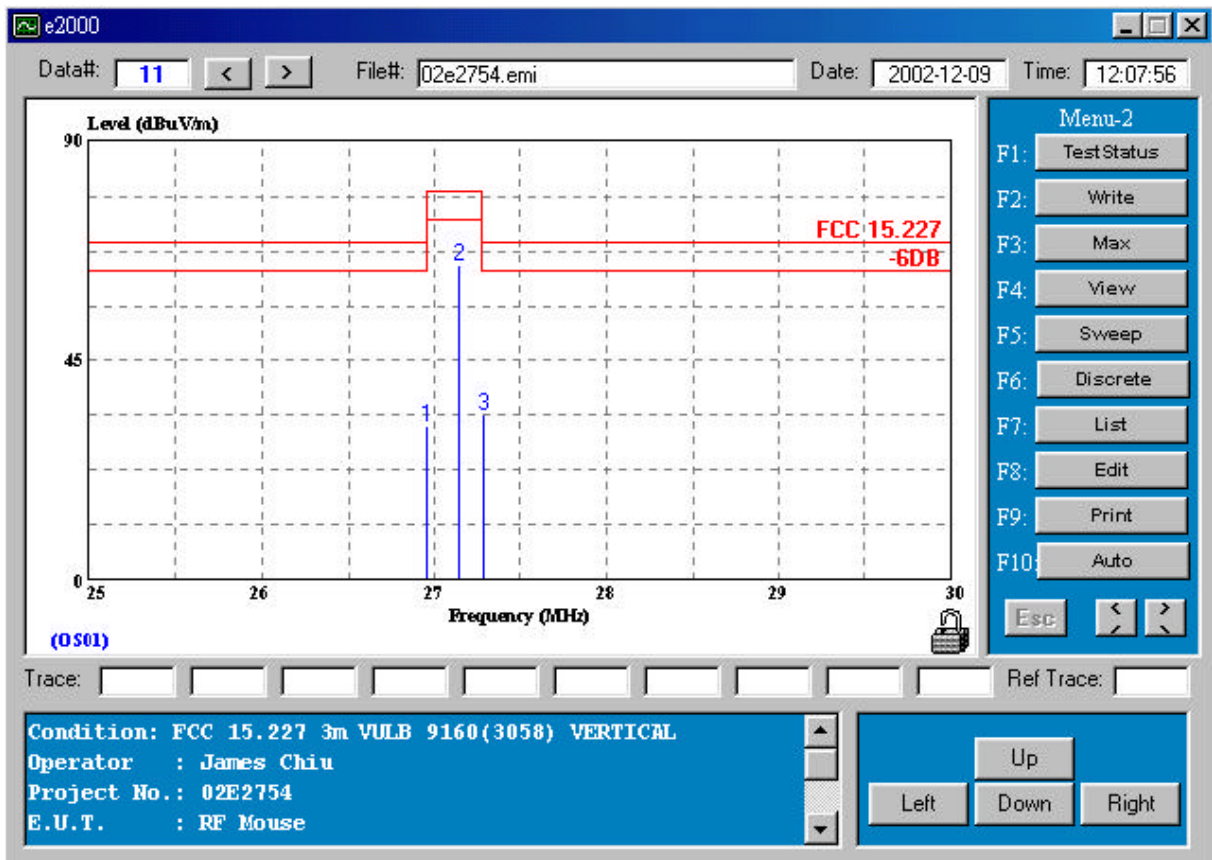 e2000
Data#: 11 < > File#: 02e2754.emi Date: 2002-12-09 Time: 12:07:56
Level (dBuV/m)
90
FCC 15.227
-6DB
2
45
1
3
0
25 26 27 28 29 30
Frequency (MHz)
(OS01)
Menu-2
F1: TestStatus
F2: Write
F3: Max
F4: View
F5: Sweep
F6: Discrete
F7: List
F8: Edit
F9: Print
F10: Auto
Esc
Trace: Ref Trace:
Condition: FCC 15.227 3m VULB 9160(3058) VERTICAL
Operator : James Chiu
Project No.: 02E2754
E.U.T. : RF Mouse
Up
Left Down Right